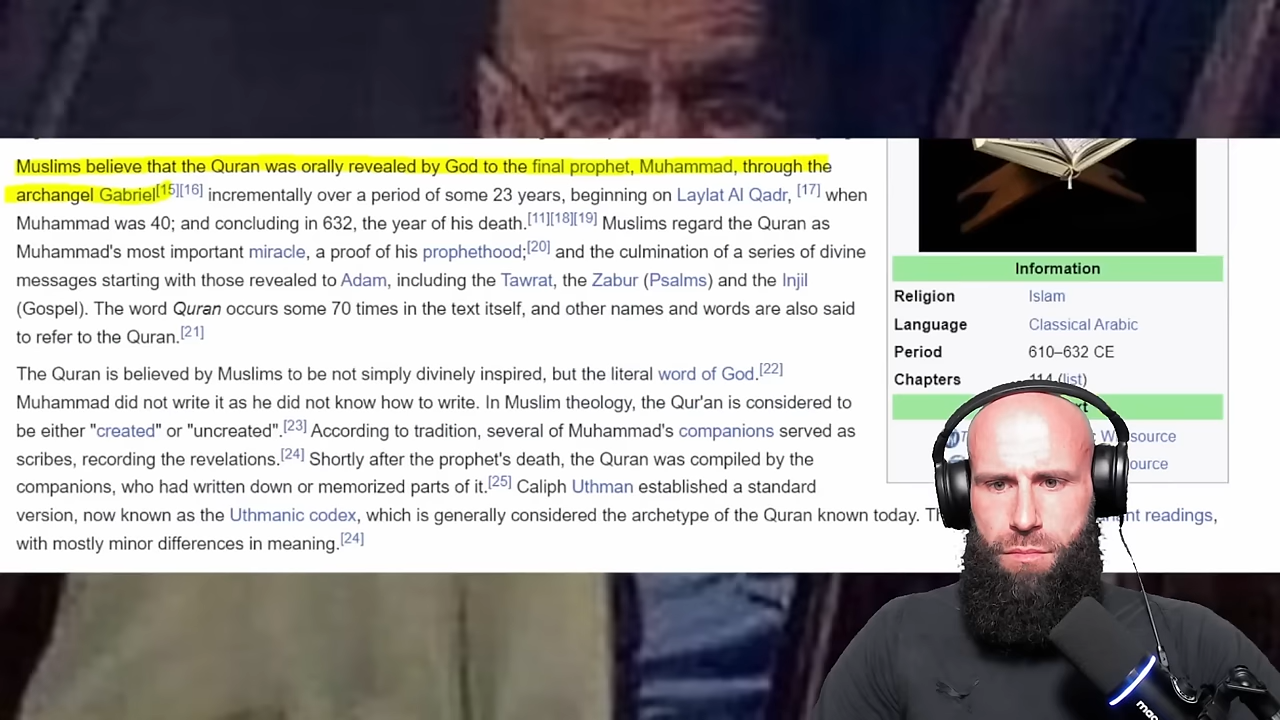 Muslims believe that the Quran was orally revealed by God to the final prophet, Muhammad, through the
archangel Gabriel[15][16] incrementally over a period of some 23 years, beginning on Laylat Al Qadr, [17] when
Muhammad was 40; and concluding in 632, the year of his death.[11][18][19] Muslims regard the Quran as
Muhammad's most important miracle, a proof of his prophethood;[20] and the culmination of a series of divine
messages starting with those revealed to Adam, including the Tawrat, the Zabur (Psalms) and the Injil
(Gospel). The word Quran occurs some 70 times in the text itself, and other names and words are also said
to refer to the Quran.[21]
The Quran is believed by Muslims to be not simply divinely inspired, but the literal word of God.[22]
Muhammad did not write it as he did not know how to write. In Muslim theology, the Qur'an is considered to
be either "created" or "uncreated".[23] According to tradition, several of Muhammad's companions served as
scribes, recording the revelations.[24] Shortly after the prophet's death, the Quran was compiled by the
companions, who had written down or memorized parts of it.[25] Caliph Uthman established a standard
version, now known as the Uthmanic codex, which is generally considered the archetype of the Quran known today. readings,
with mostly minor differences in meaning.[24]
Information
Religion Islam
Language Classical Arabic
Period 610–632 CE
Chapters 114 (list)